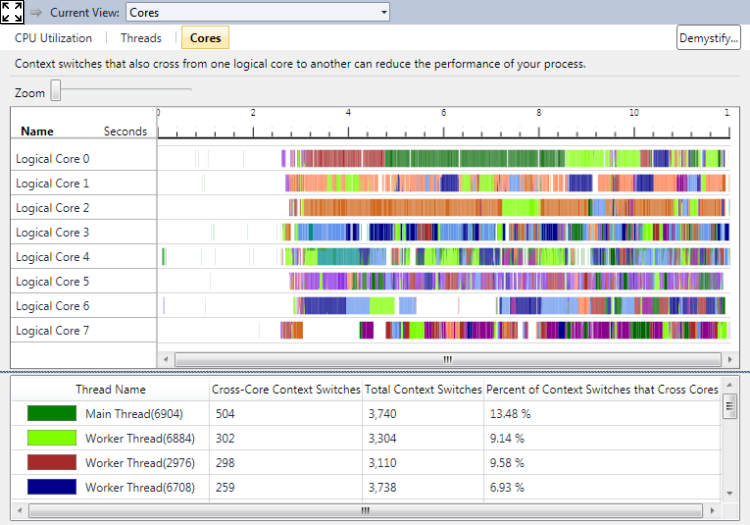 Current View: Cores
CPU Utilization Threads Cores Demystify...
Context switches that also cross from one logical core to another can reduce the performance of your process.
Zoom
0 2 4 6 8 10 1
Name Seconds
Logical Core 0
Logical Core 1
Logical Core 2
Logical Core 3
Logical Core 4
Logical Core 5
Logical Core 6
Logical Core 7
Thread Name Cross-Core Context Switches Total Context Switches Percent of Context Switches that Cross Cores
Main Thread(6904) 504 3,740 13.48 %
Worker Thread(6884) 302 3,304 9.14 %
Worker Thread(2976) 298 3,110 9.58 %
Worker Thread(6708) 259 3,738 6.93 %